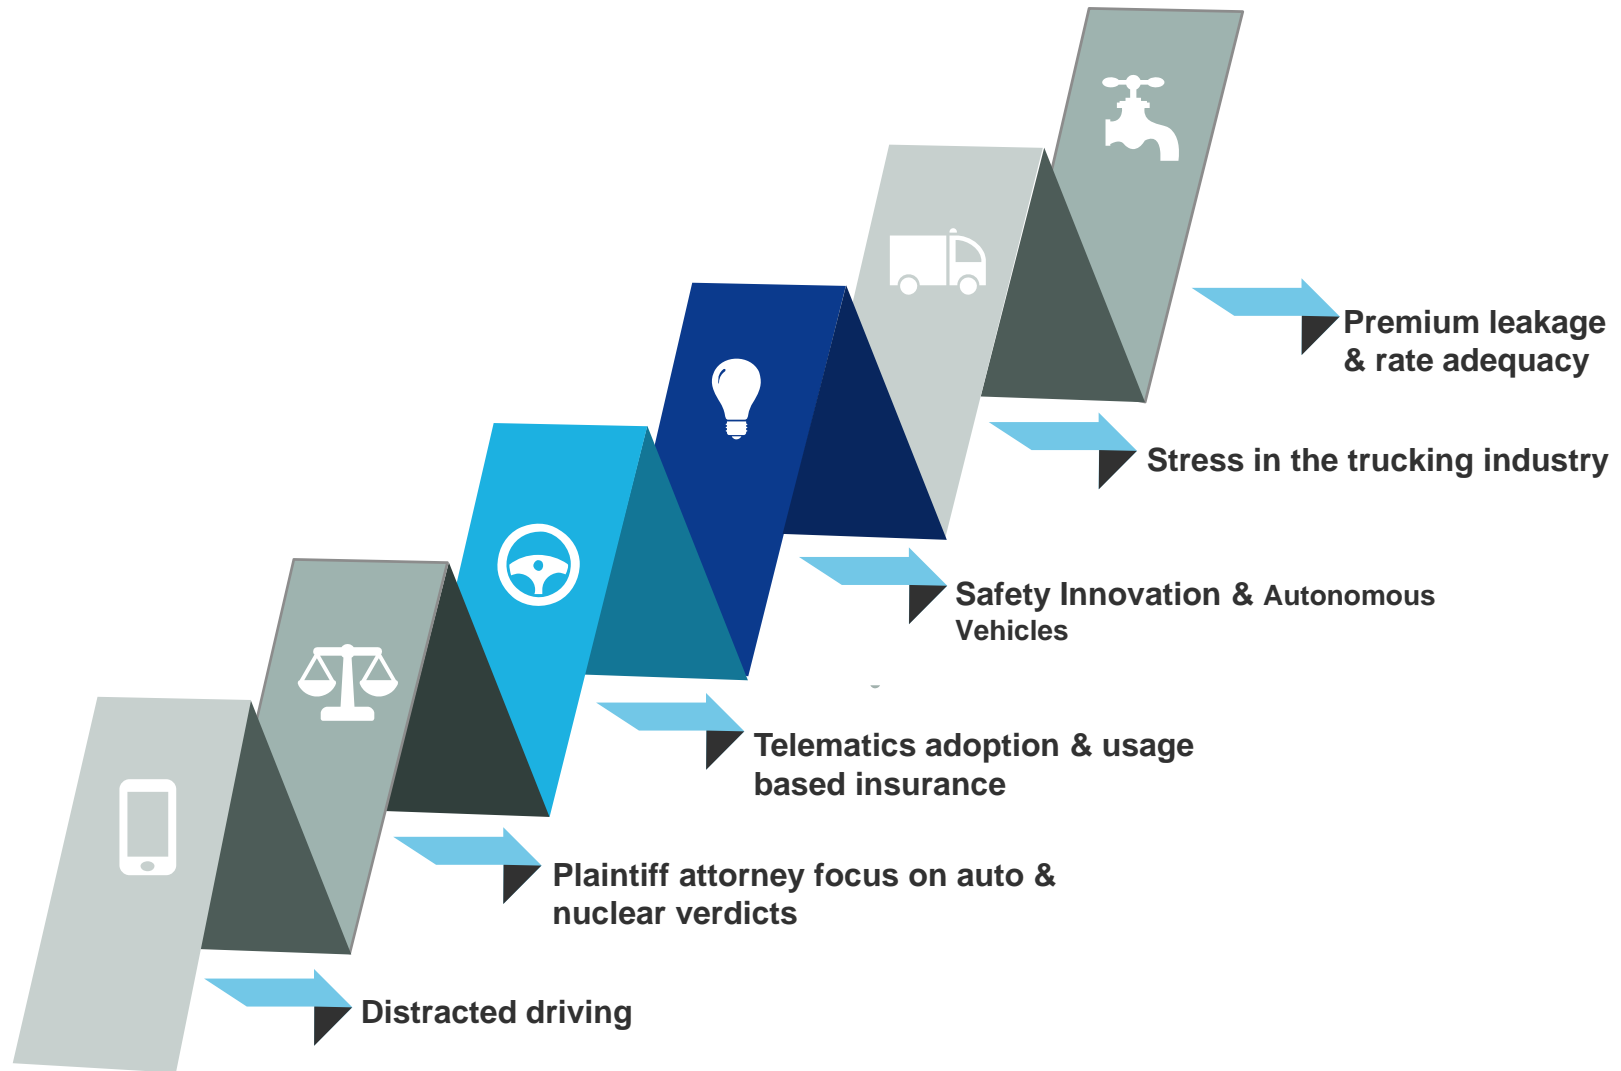 Premium leakage
& rate adequacy
Stress in the trucking industry
Safety Innovation & Autonomous
Vehicles
Telematics adoption & usage
based insurance
Plaintiff attorney focus on auto &
nuclear verdicts
Distracted driving